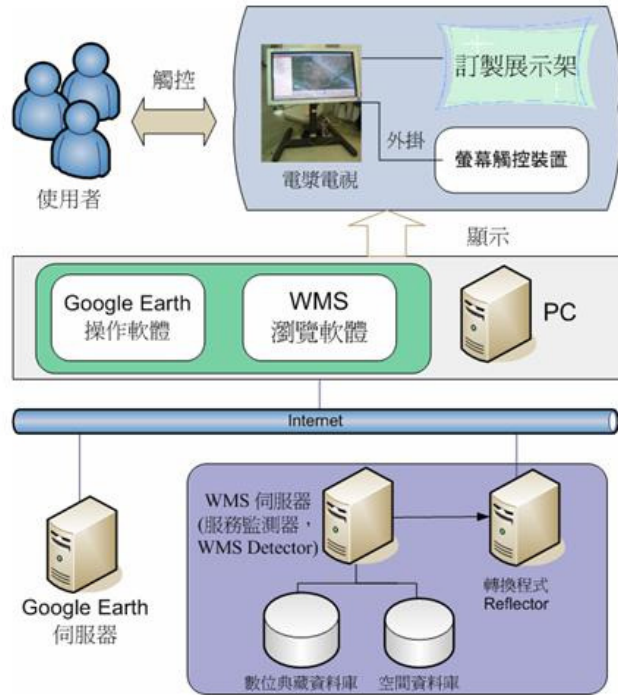 觸控
訂製展示架
外掛
螢幕觸控裝置
電漿電視
使用者
顯示
Google Earth
操作軟體
WMS
瀏覽軟體
PC
Internet
WMS 伺服器
(服務監測器，
WMS Detector)
Google Earth
伺服器
轉換程式
Reflector
數位典藏資料庫
空間資料庫